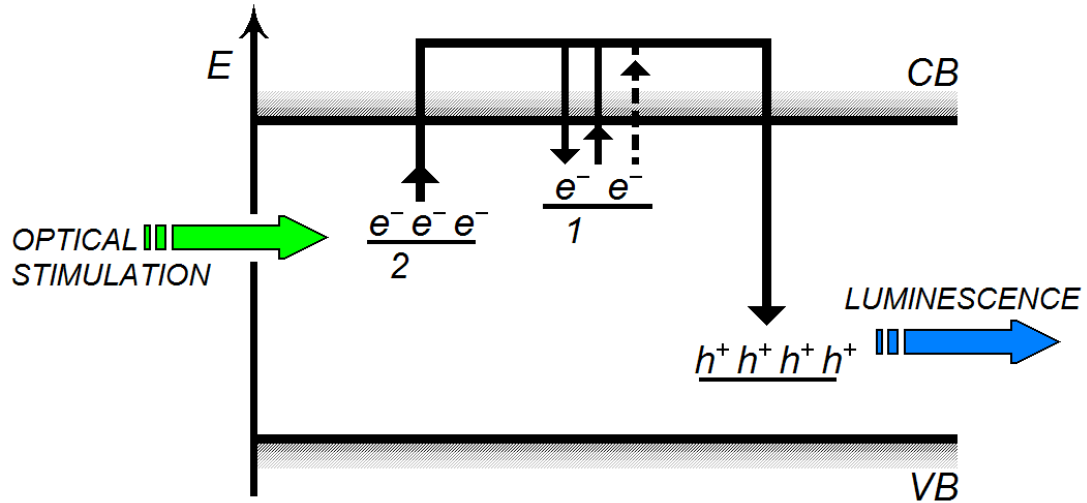 E
CB
e⁻ e⁻
1
e⁻ e⁻ e⁻
2
OPTICAL
STIMULATION
LUMINESCENCE
h⁺ h⁺ h⁺ h⁺
VB